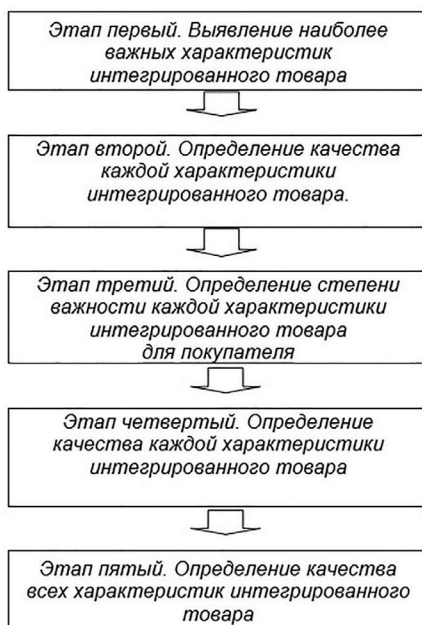 Этап первый. Выявление наиболее
важных характеристик
интегрированного товара
Этап второй. Определение качества
каждой характеристики
интегрированного товара.
Этап третий. Определение степени
важности каждой характеристики
интегрированного товара
для покупателя
Этап четвертый. Определение
качества каждой характеристики
интегрированного товара
Этап пятый. Определение качества
всех характеристик интегрированного
товара